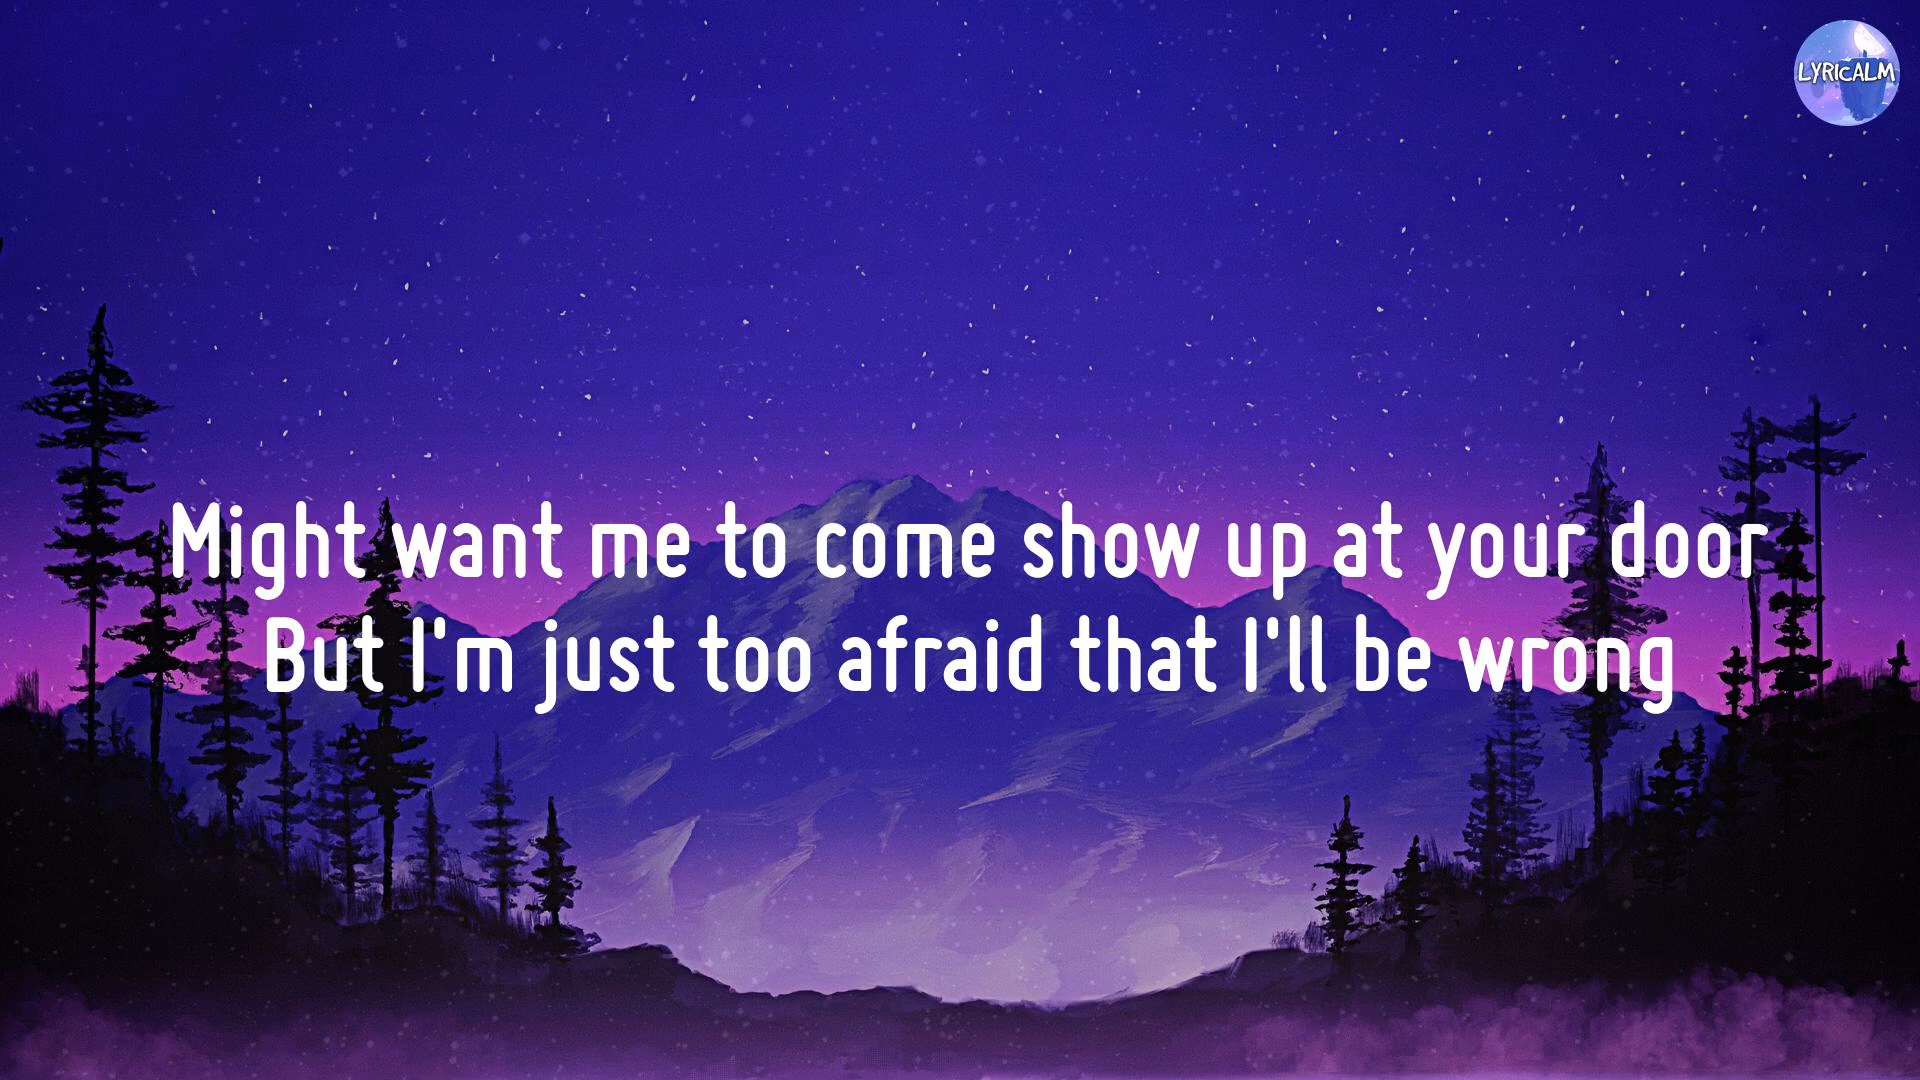 LYRICALM
Might want me to come show up at your door
But I'm just too afraid that I'll be wrong